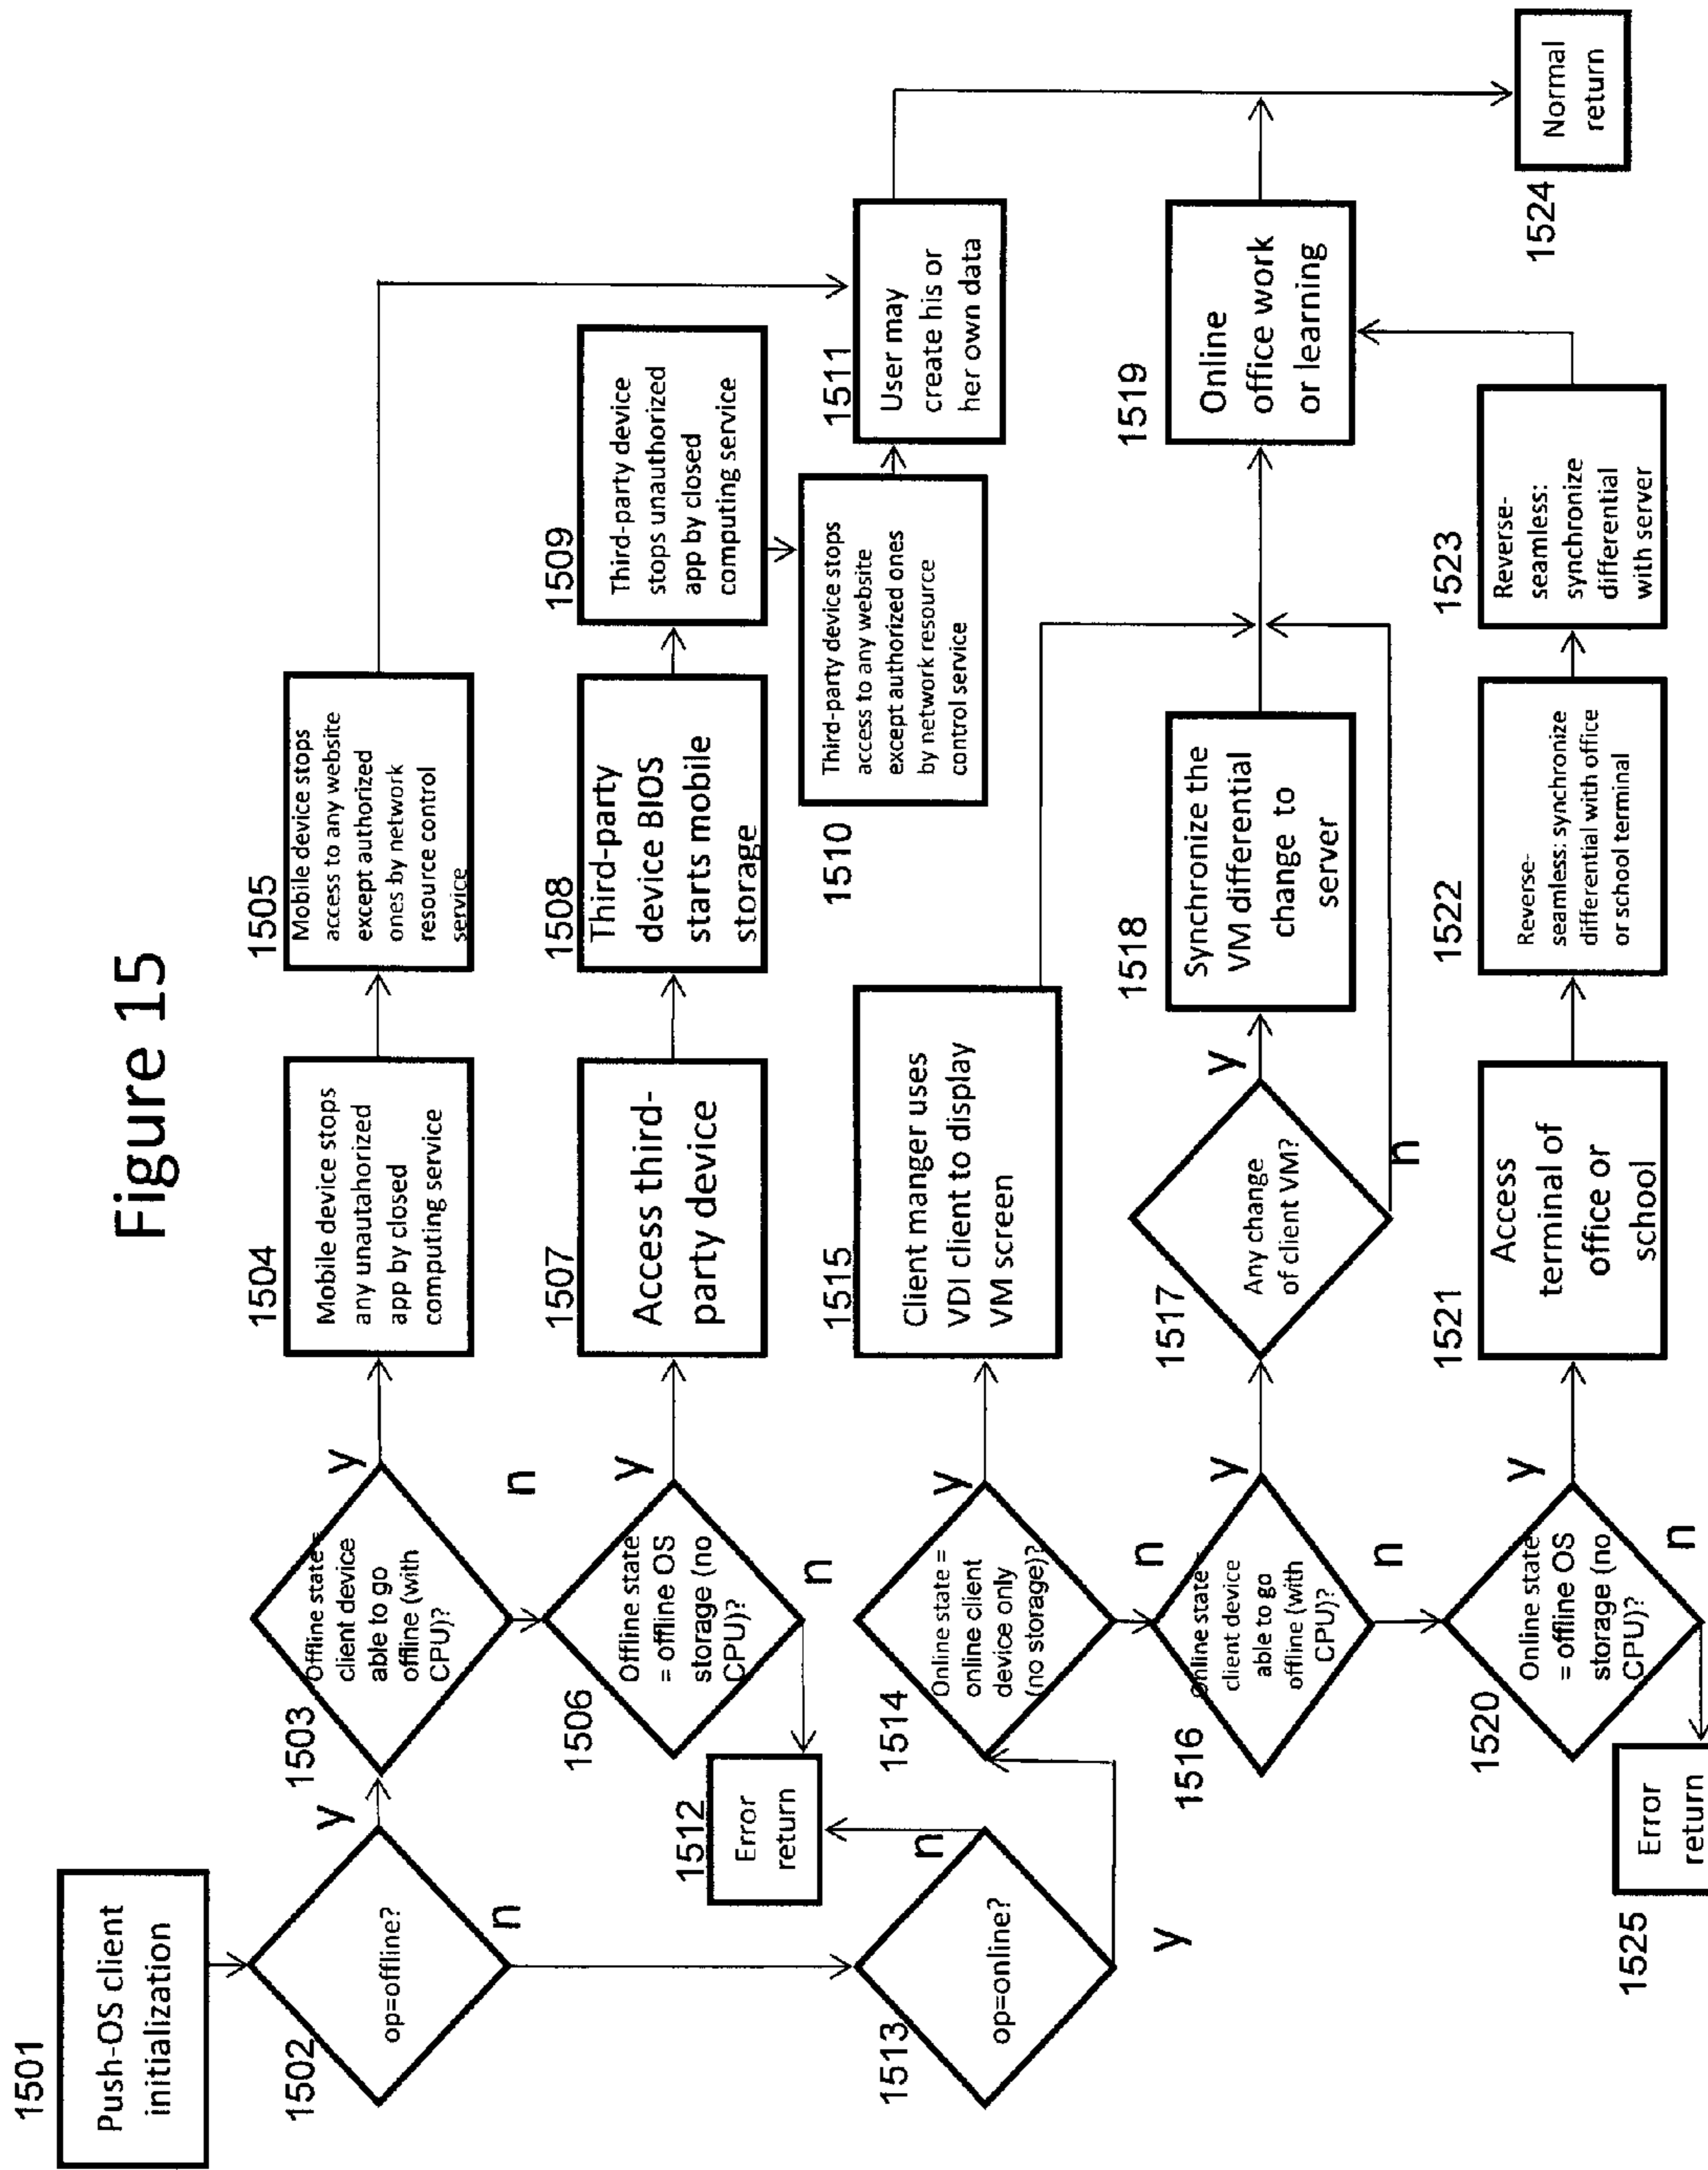 Figure 15
1501
Push-OS client
initialization
1502
op=offline?
y
n
1503
Offline state =
client device
able to go
offline (with
CPU)?
y
n
1504
Mobile device stops
any unautahorized
app by closed
computing service
1505
Mobile device stops
access to any website
except authorized
ones by network
resource control
service
1506
Offline state
= offline OS
storage (no
CPU)?
y
n
1507
Access third-
party device
1508
Third-party
device BIOS
starts mobile
storage
1509
Third-party device
stops unauthorized
app by closed
computing service
1510
Third-party device stops
access to any website
except authorized ones
by network resource
control service
1511
User may
create his or
her own data
1512
Error
return
1513
op=online?
n
y
1514
Online state =
online client
device only
(no storage)?
y
n
1515
Client manger uses
VDI client to display
VM screen
1516
Online state =
client device
able to go
offline (with
CPU)?
y
n
1517
Any change
of client VM?
y
n
1518
Synchronize the
VM differential
change to
server
1519
Online
office work
or learning
1520
Online state
= offline OS
storage (no
CPU)?
y
n
1521
Access
terminal of
office or
school
1522
Reverse-
seamless: synchronize
differential with office
or school terminal
1523
Reverse-
seamless:
synchronize
differential
with server
1524
Normal
return
1525
Error
return